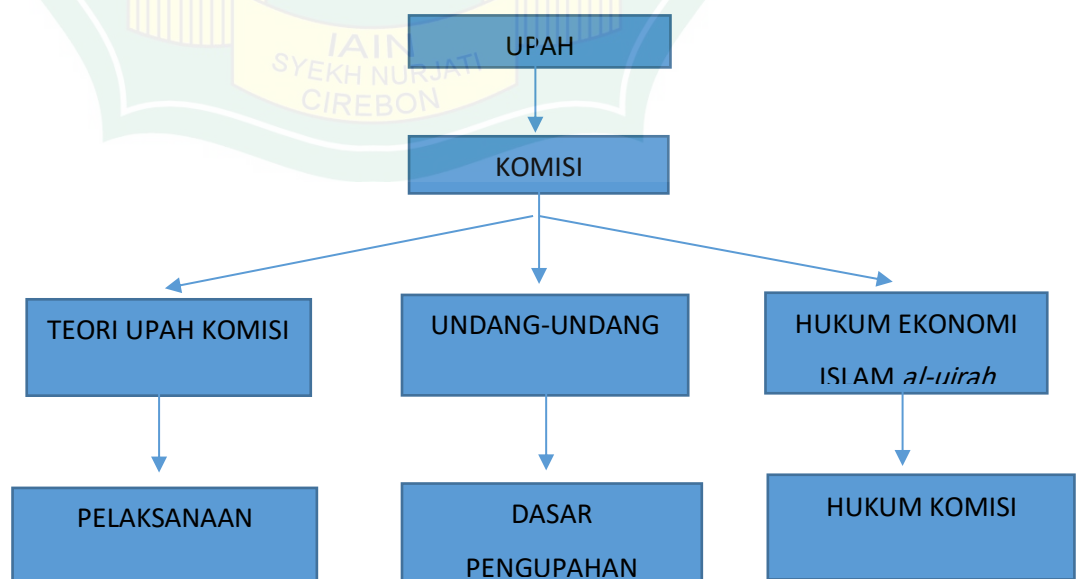 UPAH
IAIN
SYEKH NURJATI
CIREBON
KOMISI
TEORI UPAH KOMISI
UNDANG-UNDANG
HUKUM EKONOMI
ISLAM al-ujrah
PELAKSANAAN
DASAR
PENGUPAHAN
HUKUM KOMISI